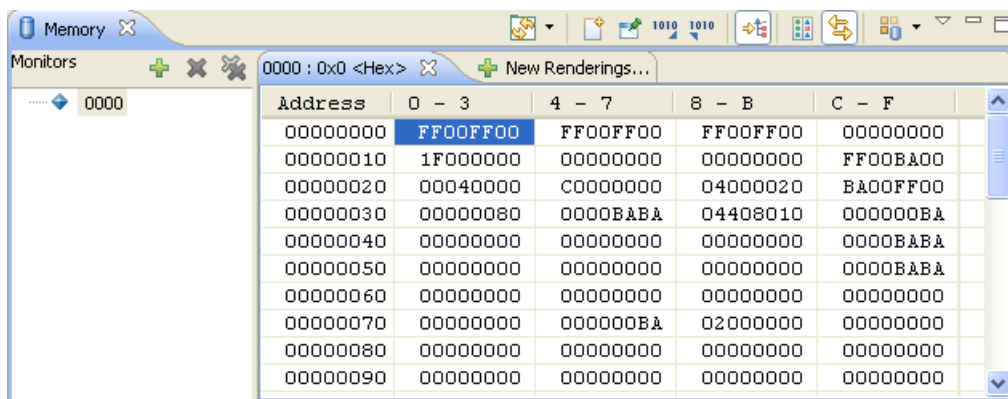 Memory
1010 1010
Monitors
0000 : 0x0 <Hex> New Renderings...
0000
Address 0 - 3 4 - 7 8 - B C - F
00000000 FF00FF00 FF00FF00 FF00FF00 00000000
00000010 1F000000 00000000 00000000 FF00BA00
00000020 00040000 C0000000 04000020 BA00FF00
00000030 00000080 0000BABA 04408010 000000BA
00000040 00000000 00000000 00000000 0000BABA
00000050 00000000 00000000 00000000 0000BABA
00000060 00000000 00000000 00000000 00000000
00000070 00000000 000000BA 02000000 00000000
00000080 00000000 00000000 00000000 00000000
00000090 00000000 00000000 00000000 00000000